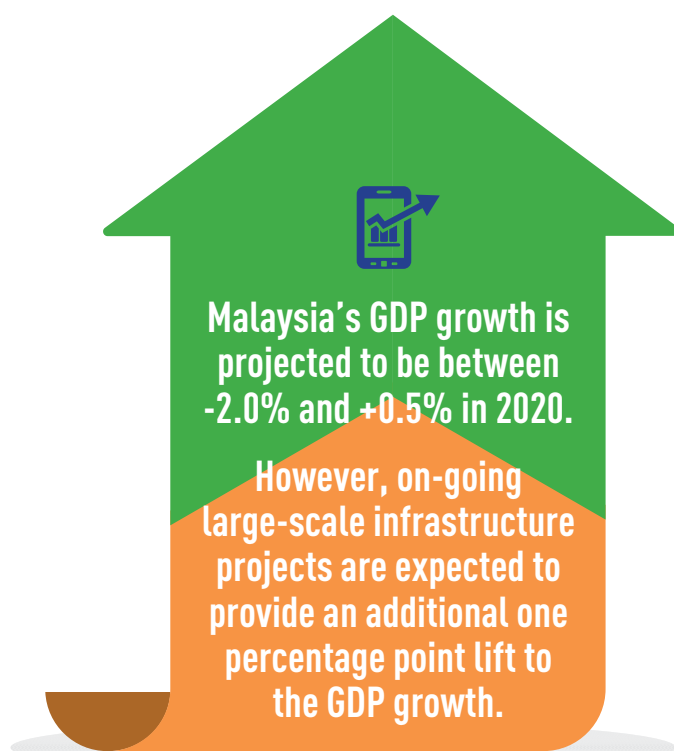 Malaysia’s GDP growth is
projected to be between
-2.0% and +0.5% in 2020.
However, on-going
large-scale infrastructure
projects are expected to
provide an additional one
percentage point lift to
the GDP growth.